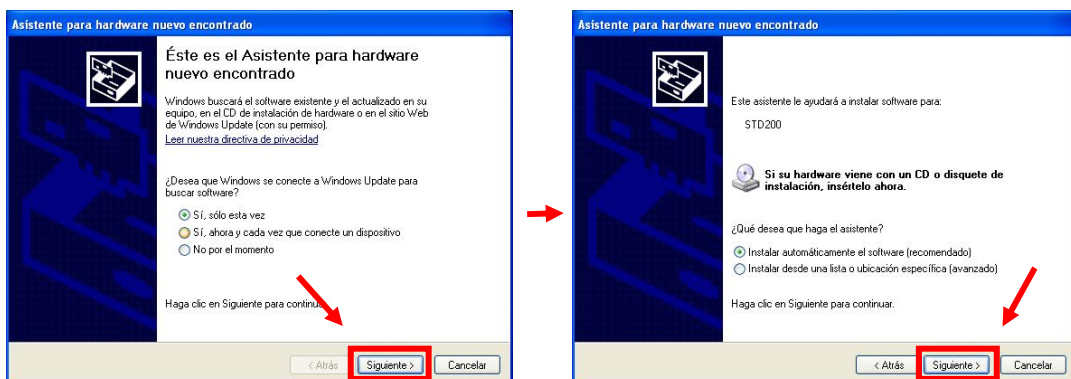 Asistente para hardware nuevo encontrado
Éste es el Asistente para hardware
nuevo encontrado
Windows buscará el software existente y el actualizado en su
equipo, en el CD de instalación de hardware o en el sitio Web
de Windows Update (con su permiso).
Leer nuestra directiva de privacidad
¿Desea que Windows se conecte a Windows Update para
buscar software?
Sí, sólo esta vez
Sí, ahora y cada vez que conecte un dispositivo
No por el momento
Haga clic en Siguiente para continuar.
< Atrás
Siguiente >
Cancelar
Asistente para hardware nuevo encontrado
Este asistente le ayudará a instalar software para:
STD200
Si su hardware viene con un CD o disquete de
instalación, insértelo ahora.
¿Qué desea que haga el asistente?
Instalar automáticamente el software (recomendado)
Instalar desde una lista o ubicación específica (avanzado)
Haga clic en Siguiente para continuar.
< Atrás
Siguiente >
Cancelar